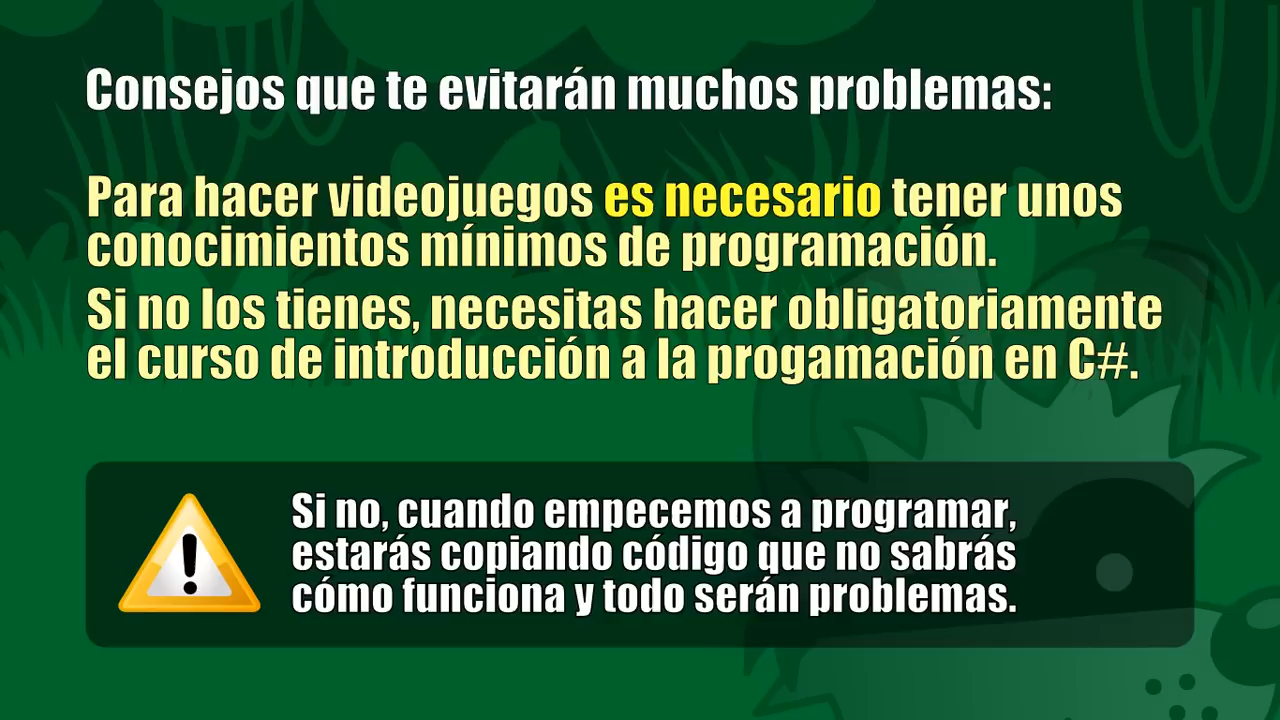 Consejos que te evitarán muchos problemas:
Para hacer videojuegos es necesario tener unos
conocimientos mínimos de programación.
Si no los tienes, necesitas hacer obligatoriamente
el curso de introducción a la progamación en C#.
Si no, cuando empecemos a programar,
estarás copiando código que no sabrás
cómo funciona y todo serán problemas.